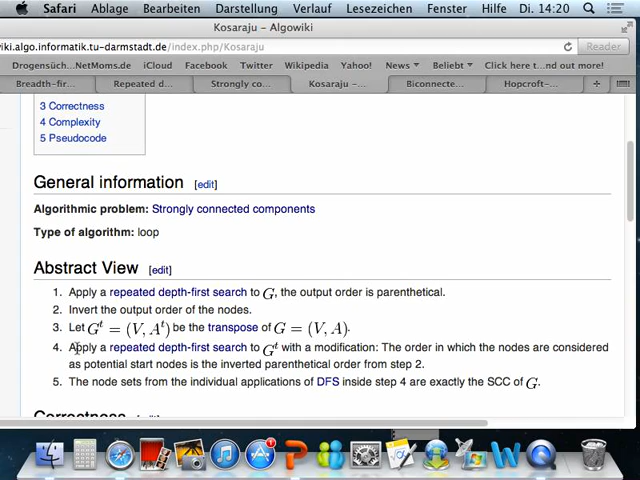 Safari Ablage Bearbeiten Darstellung Verlauf Lesezeichen Fenster Hilfe Di. 14:20
Kosaraju – Algowiki
viki.algo.informatik.tu-darmstadt.de/index.php/Kosaraju Reader
Drogensüch...NetMoms.de iCloud Facebook Twitter Wikipedia Yahoo! News Beliebt Click here t...nd out more!
Breadth-fir... Repeated d... Strongly co... Kosaraju –... Biconnecte... Hopcroft-... +
3 Correctness
4 Complexity
5 Pseudocode
General information [edit]
Algorithmic problem: Strongly connected components
Type of algorithm: loop
Abstract View [edit]
1. Apply a repeated depth-first search to G, the output order is parenthetical.
2. Invert the output order of the nodes.
3. Let G^t = (V, A^t) be the transpose of G = (V, A).
4. Apply a repeated depth-first search to G^t with a modification: The order in which the nodes are considered
as potential start nodes is the inverted parenthetical order from step 2.
5. The node sets from the individual applications of DFS inside step 4 are exactly the SCC of G.
Correctness [edit]